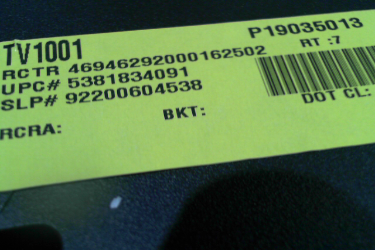 TV1001 P19035013
RCTR 46946292000162502 RT :7
UPC# 5381834091
SLP# 92200604538
DOT CL:
RCRA: BKT: